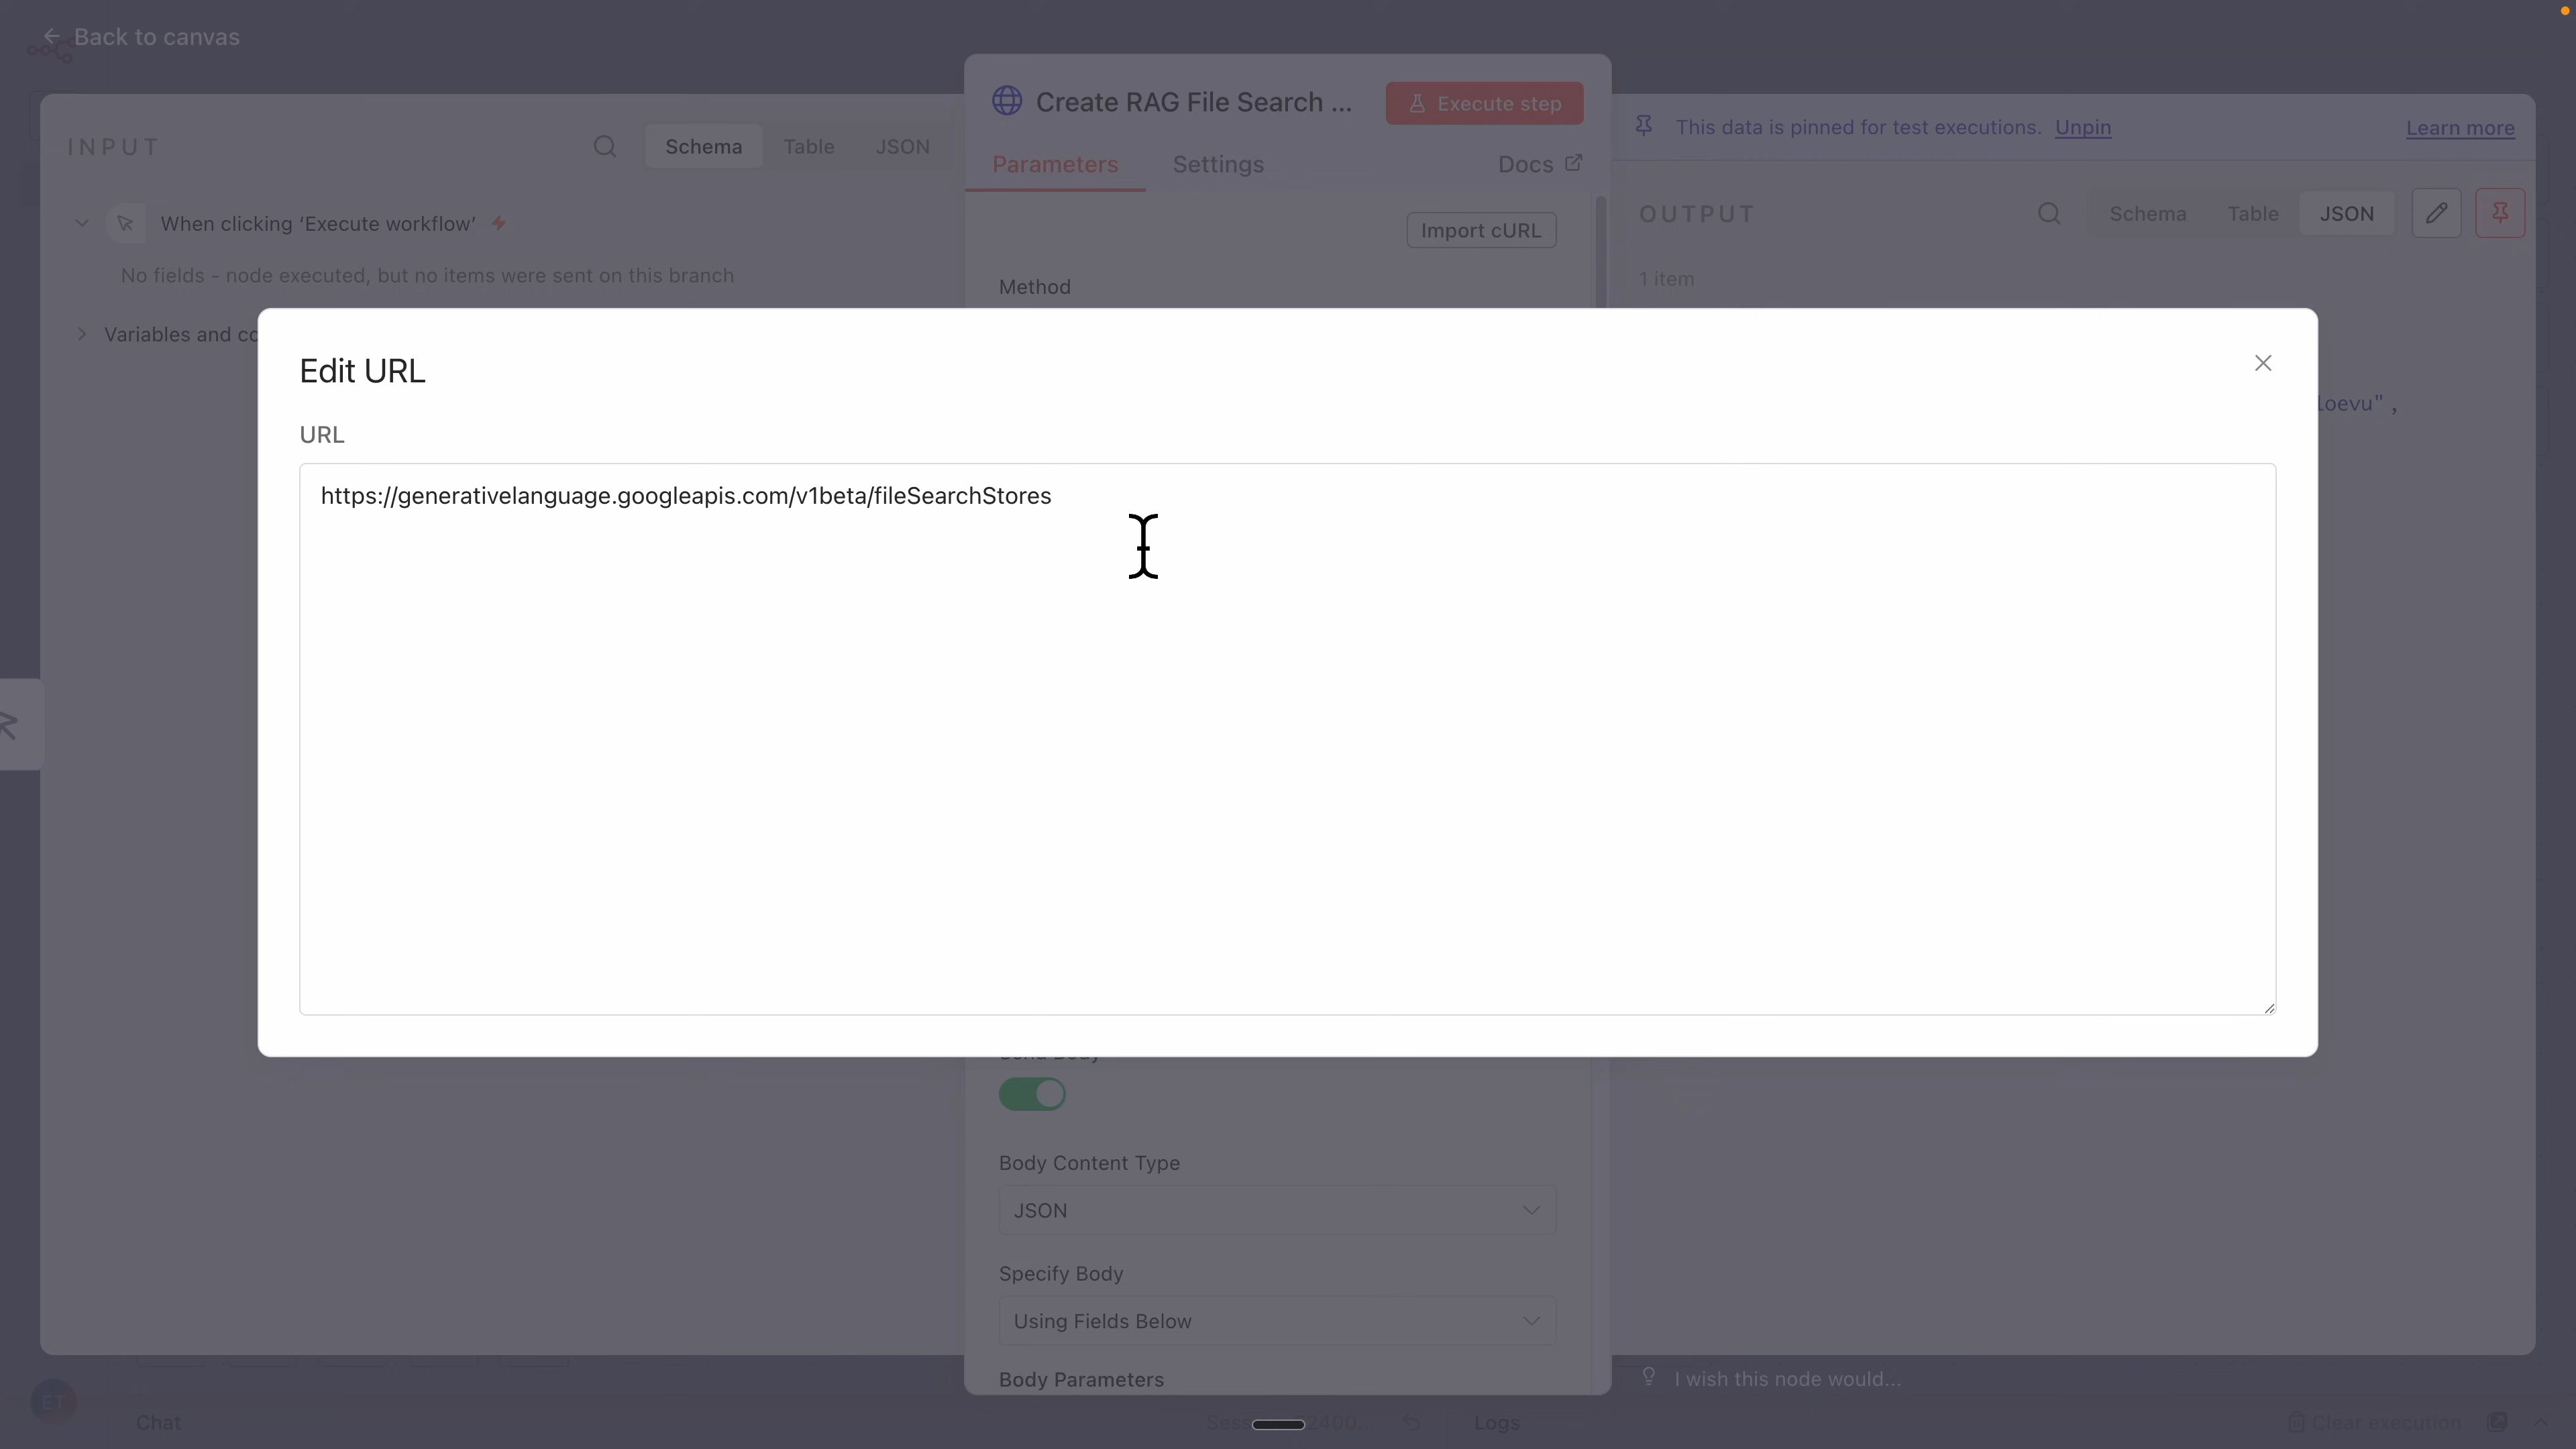 Back to canvas
Create RAG File Search ...
Execute step
INPUT
Schema
Table
JSON
Parameters
Settings
Docs
This data is pinned for test executions. Unpin
Learn more
When clicking ‘Execute workflow’
No fields - node executed, but no items were sent on this branch
Import cURL
OUTPUT
Schema
Table
JSON
1 item
Method
Variables and
Edit URL
URL
https://generativelanguage.googleapis.com/v1beta/fileSearchStores
loevu" ,
Send Body
Body Content Type
JSON
Specify Body
Using Fields Below
Body Parameters
I wish this node would...
ET
Chat
Logs
Clear execution